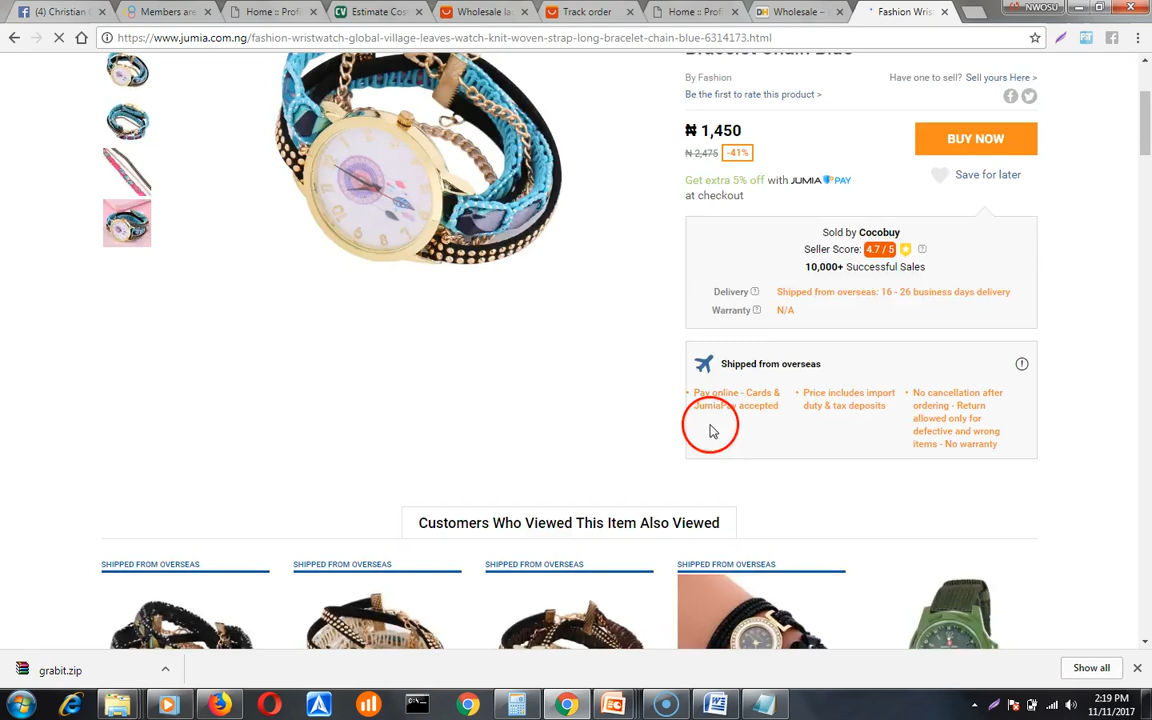 (4) Christian
Members are
Home :: Profi
Estimate Cos
Wholesale la
Track order
Home :: Profi
Wholesale –
Fashion Wris
NWOSU
https://www.jumia.com.ng/fashion-wristwatch-global-village-leaves-watch-knit-woven-strap-long-bracelet-chain-blue-6314173.html
Bracelet Chain Blue
By Fashion
Have one to sell? Sell yours Here >
Be the first to rate this product >
₦ 1,450
BUY NOW
₦ 2,475 -41%
Get extra 5% off with JUMIA PAY
at checkout
Save for later
Sold by Cocobuy
Seller Score: 4.7 / 5
10,000+ Successful Sales
Delivery Shipped from overseas: 16 - 26 business days delivery
Warranty N/A
Shipped from overseas
Pay online - Cards &
JumiaPay accepted
Price includes import
duty & tax deposits
No cancellation after
ordering - Return
allowed only for
defective and wrong
items - No warranty
Customers Who Viewed This Item Also Viewed
SHIPPED FROM OVERSEAS
SHIPPED FROM OVERSEAS
SHIPPED FROM OVERSEAS
SHIPPED FROM OVERSEAS
grabit.zip
Show all
2:19 PM
11/11/2017